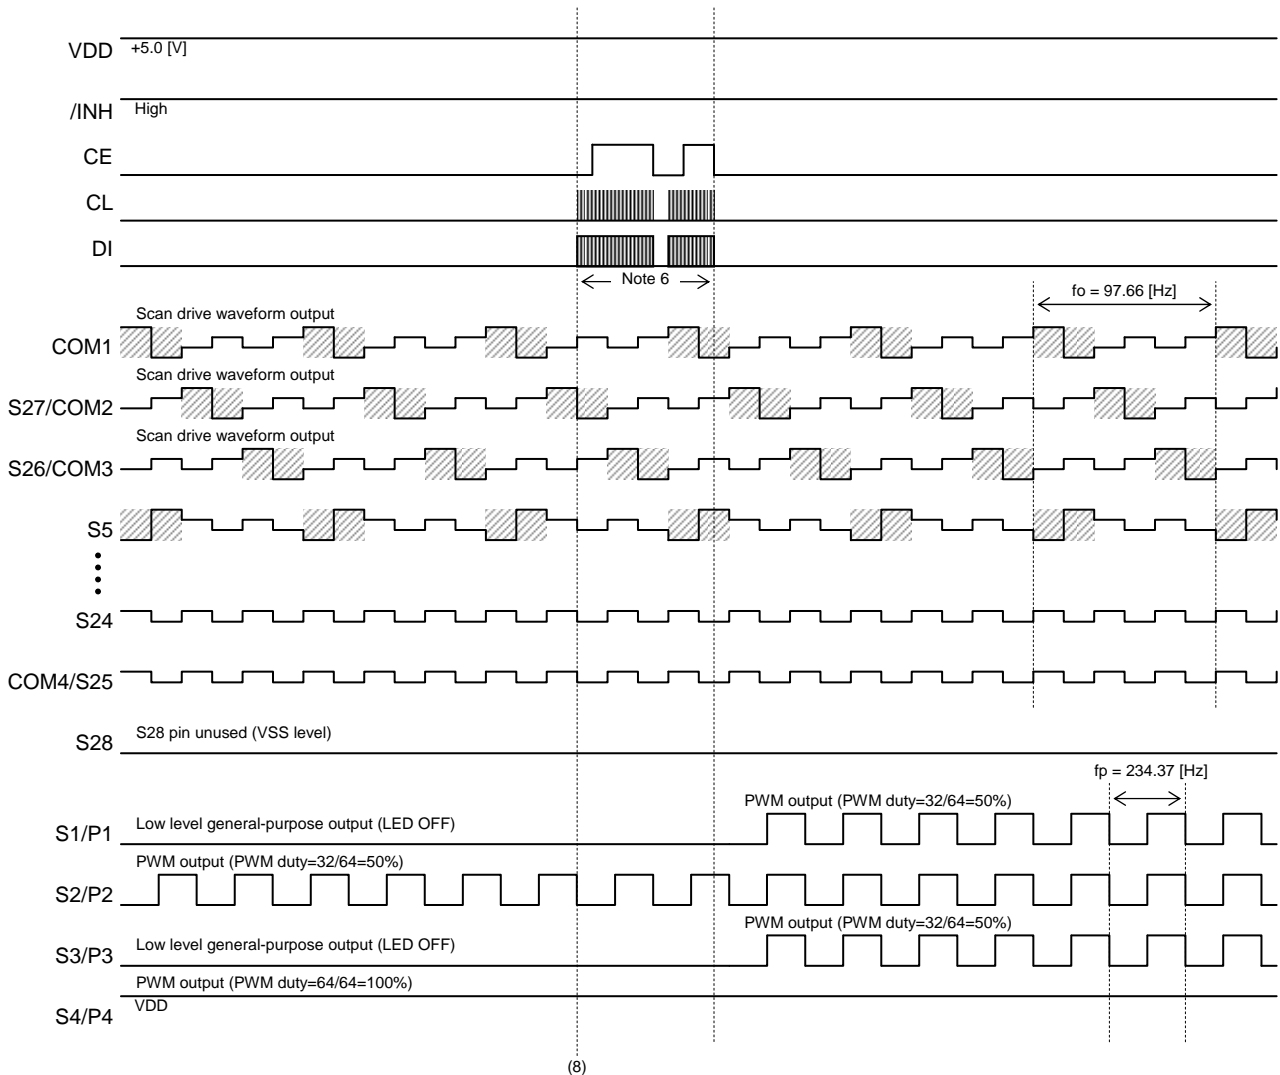 VDD
+5.0 [V]
/INH
High
CE
CL
DI
Note 6
fo = 97.66 [Hz]
Scan drive waveform output
COM1
Scan drive waveform output
S27/COM2
Scan drive waveform output
S26/COM3
S5
S24
COM4/S25
S28 pin unused (VSS level)
S28
fp = 234.37 [Hz]
PWM output (PWM duty=32/64=50%)
Low level general-purpose output (LED OFF)
S1/P1
PWM output (PWM duty=32/64=50%)
S2/P2
PWM output (PWM duty=32/64=50%)
Low level general-purpose output (LED OFF)
S3/P3
PWM output (PWM duty=64/64=100%)
VDD
S4/P4
(8)